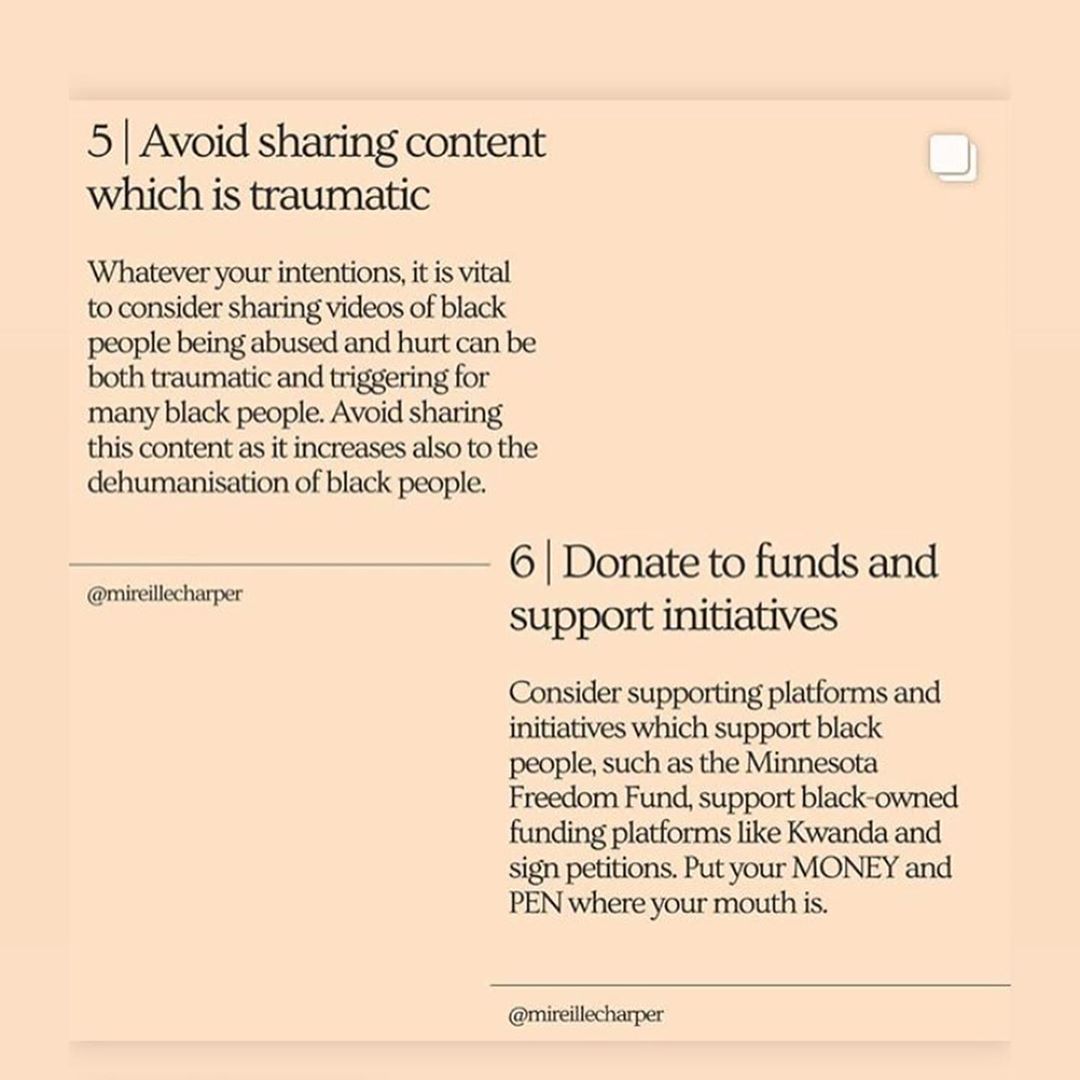 5 | Avoid sharing content
which is traumatic
Whatever your intentions, it is vital
to consider sharing videos of black
people being abused and hurt can be
both traumatic and triggering for
many black people. Avoid sharing
this content as it increases also to the
dehumanisation of black people.
@mireillecharper
6 | Donate to funds and
support initiatives
Consider supporting platforms and
initiatives which support black
people, such as the Minnesota
Freedom Fund, support black-owned
funding platforms like Kwanda and
sign petitions. Put your MONEY and
PEN where your mouth is.
@mireillecharper